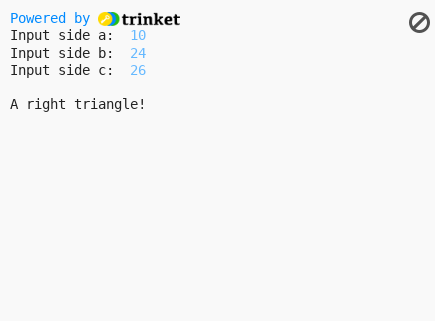 Powered by trinket
Input side a: 10
Input side b: 24
Input side c: 26
A right triangle!